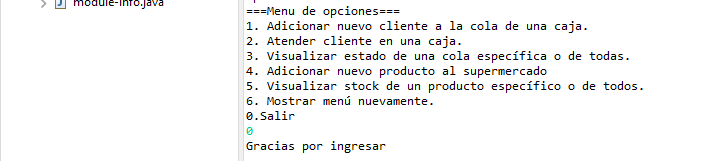 module-info.java
===Menu de opciones===
1. Adicionar nuevo cliente a la cola de una caja.
2. Atender cliente en una caja.
3. Visualizar estado de una cola específica o de todas.
4. Adicionar nuevo producto al supermercado
5. Visualizar stock de un producto específico o de todos.
6. Mostrar menú nuevamente.
0.Salir
0
Gracias por ingresar